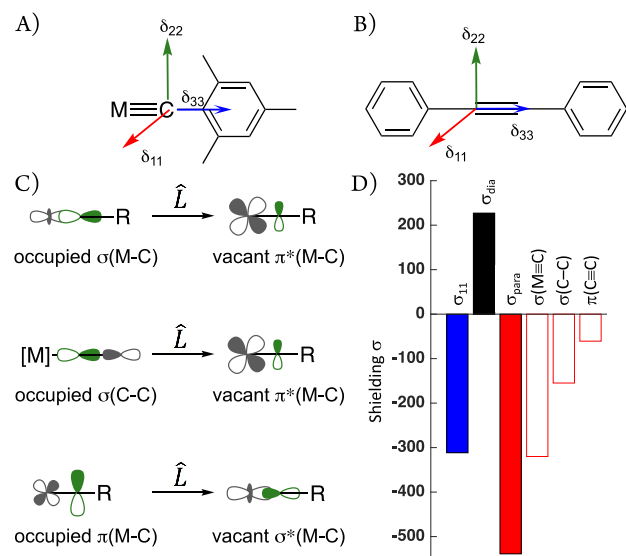 A)
δ22
M≡C
δ33
δ11
B)
δ22
δ33
δ11
C)
R
L̂
R
occupied σ(M-C)
vacant π*(M-C)
[M]
L̂
R
occupied σ(C-C)
vacant π*(M-C)
R
L̂
R
occupied π(M-C)
vacant σ*(M-C)
D)
300
200
100
0
-100
-200
-300
-400
-500
Shielding σ
σ11
σdia
σpara
σ(M≡C)
σ(C–C)
π(C≡C)